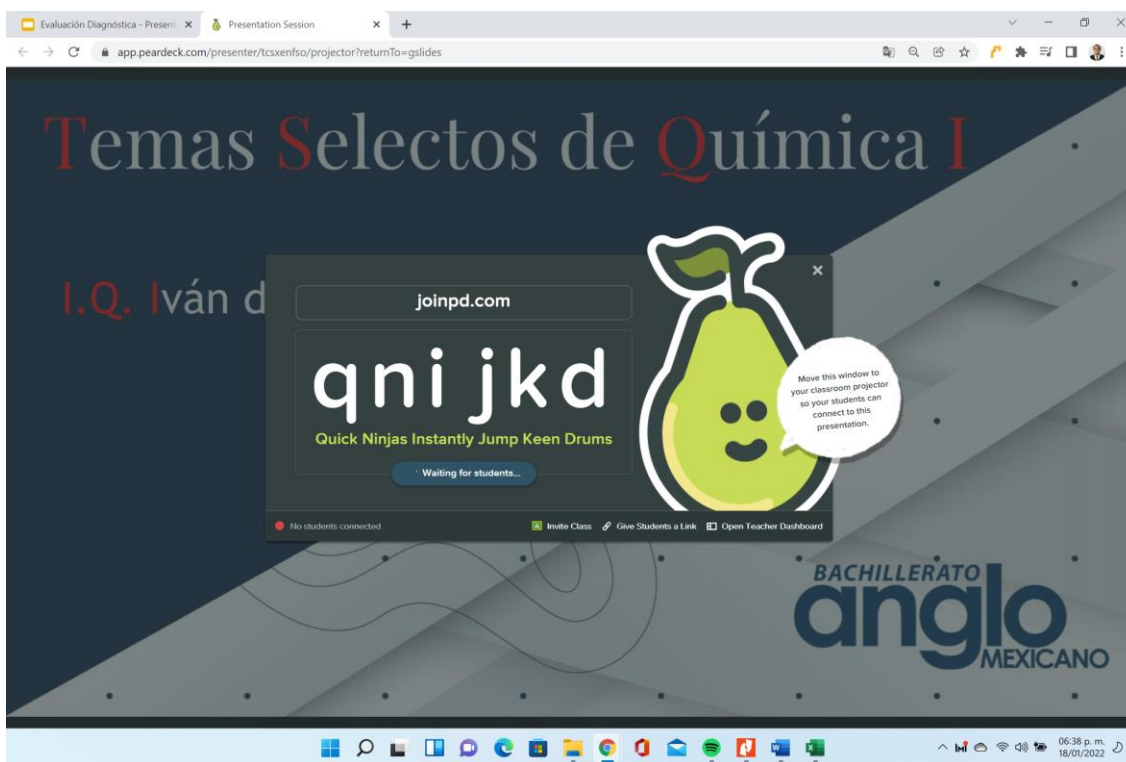 Evaluación Diagnóstica - Present
Presentation Session
app.peardeck.com/presenter/tcsxenfso/projector?returnTo=gslides
Temas Selectos de Química I
I.Q. Iván d
joinpd.com
qni jkd
Quick Ninjas Instantly Jump Keen Drums
Waiting for students...
Move this window to
your classroom projector
so your students can
connect to this
presentation.
No students connected
Invite Class
Give Students a Link
Open Teacher Dashboard
BACHILLERATO
anglo
MEXICANO
06:38 p. m.
18/01/2022